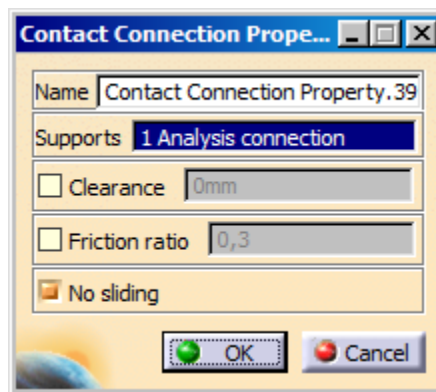 Contact Connection Prope...
Name Contact Connection Property.39
Supports 1 Analysis connection
Clearance 0mm
Friction ratio 0,3
No sliding
OK Cancel